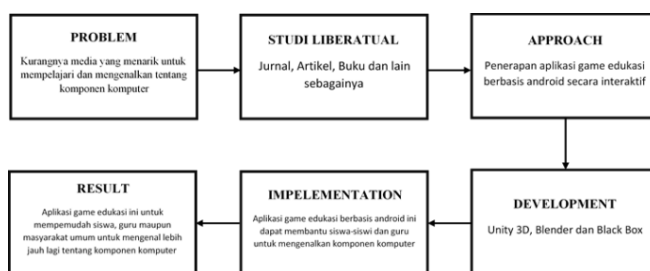 PROBLEM
Kurangnya media yang menarik untuk
mempelajari dan mengenalkan tentang
komponen komputer
STUDI LIBERATUAL
Jurnal, Artikel, Buku dan lain
sebagainya
APPROACH
Penerapan aplikasi game edukasi
berbasis android secara interaktif
DEVELOPMENT
Unity 3D, Blender dan Black Box
IMPELEMENTATION
Aplikasi game edukasi berbasis android ini
dapat membantu siswa-siswi dan guru
untuk mengenalkan komponen komputer
RESULT
Aplikasi game edukasi ini untuk
mempemudah siswa, guru maupun
masyarakat umum untuk mengenal lebih
jauh lagi tentang komponen komputer